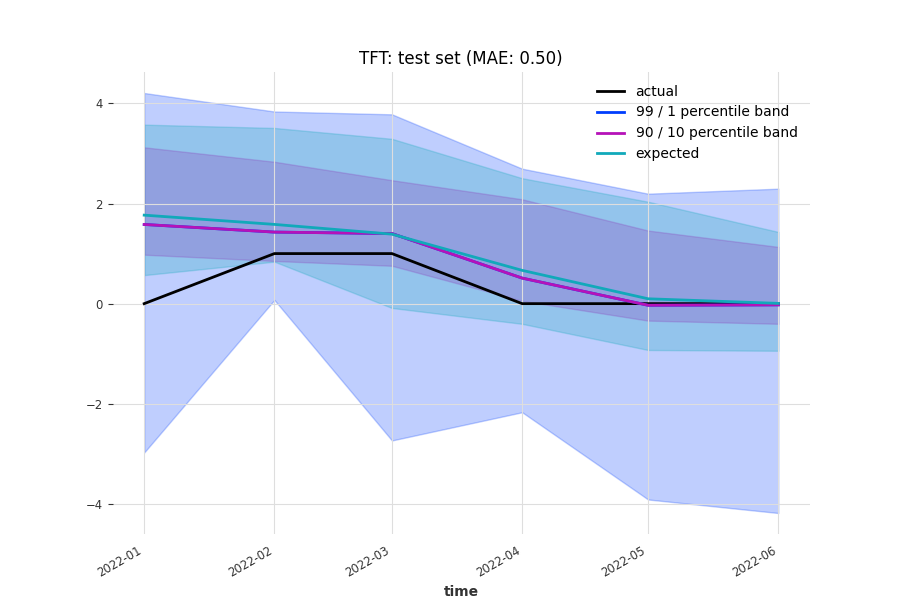 TFT: test set (MAE: 0.50)
actual
99 / 1 percentile band
90 / 10 percentile band
expected
4
2
0
−2
−4
2022-01
2022-02
2022-03
2022-04
2022-05
2022-06
time